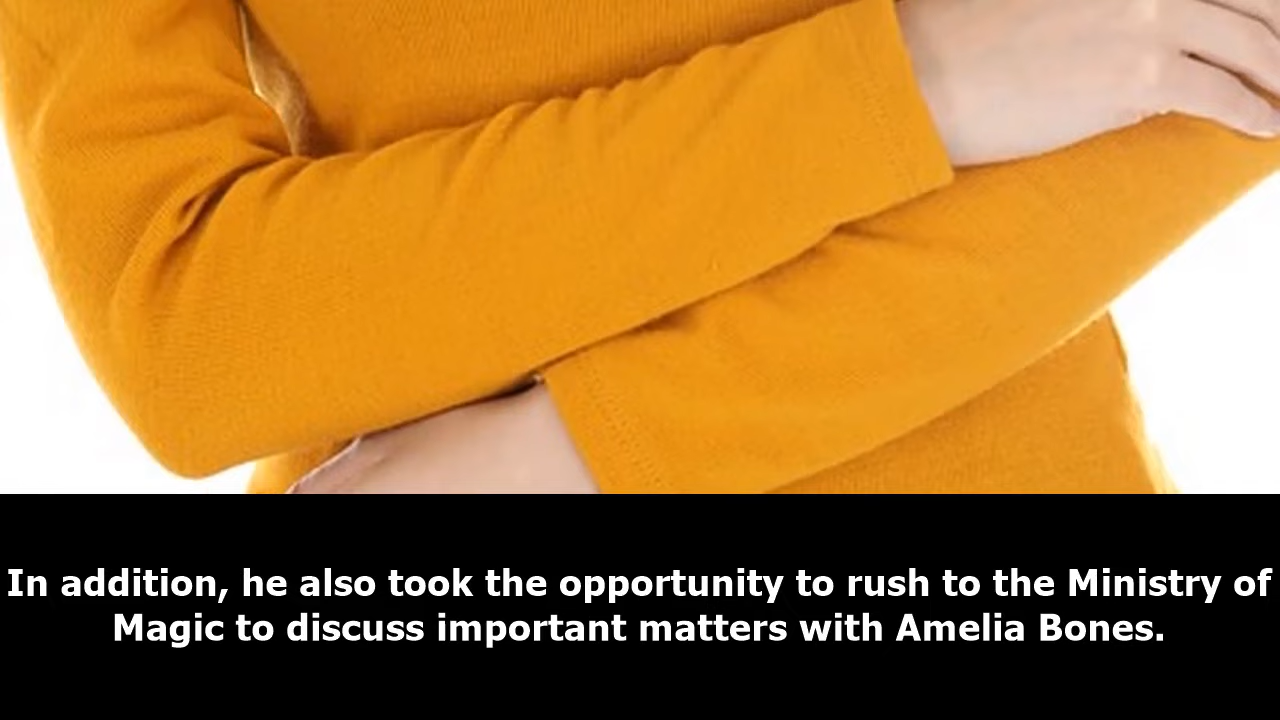 In addition, he also took the opportunity to rush to the Ministry of
Magic to discuss important matters with Amelia Bones.